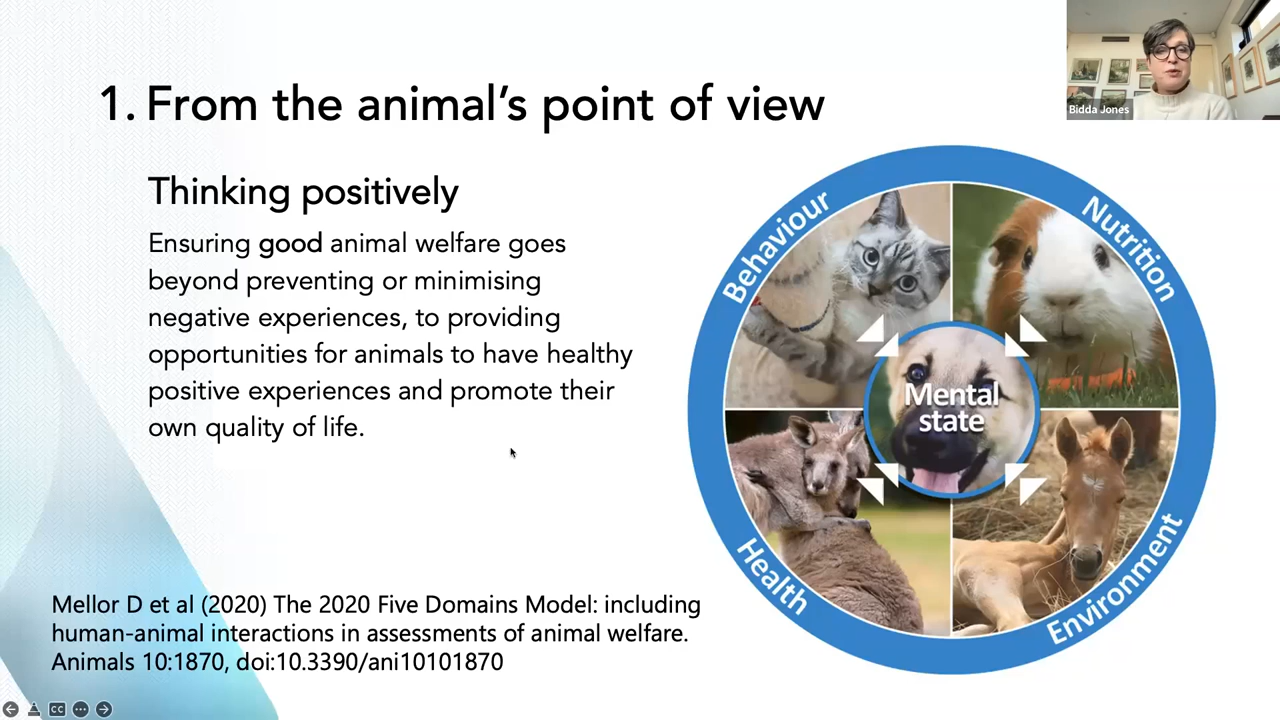 1. From the animal's point of view
Bidda Jones
Thinking positively
Ensuring good animal welfare goes
beyond preventing or minimising
negative experiences, to providing
opportunities for animals to have healthy
positive experiences and promote their
own quality of life.
Behaviour
Nutrition
Mental
state
Health
Environment
Mellor D et al (2020) The 2020 Five Domains Model: including
human-animal interactions in assessments of animal welfare.
Animals 10:1870, doi:10.3390/ani10101870
CC